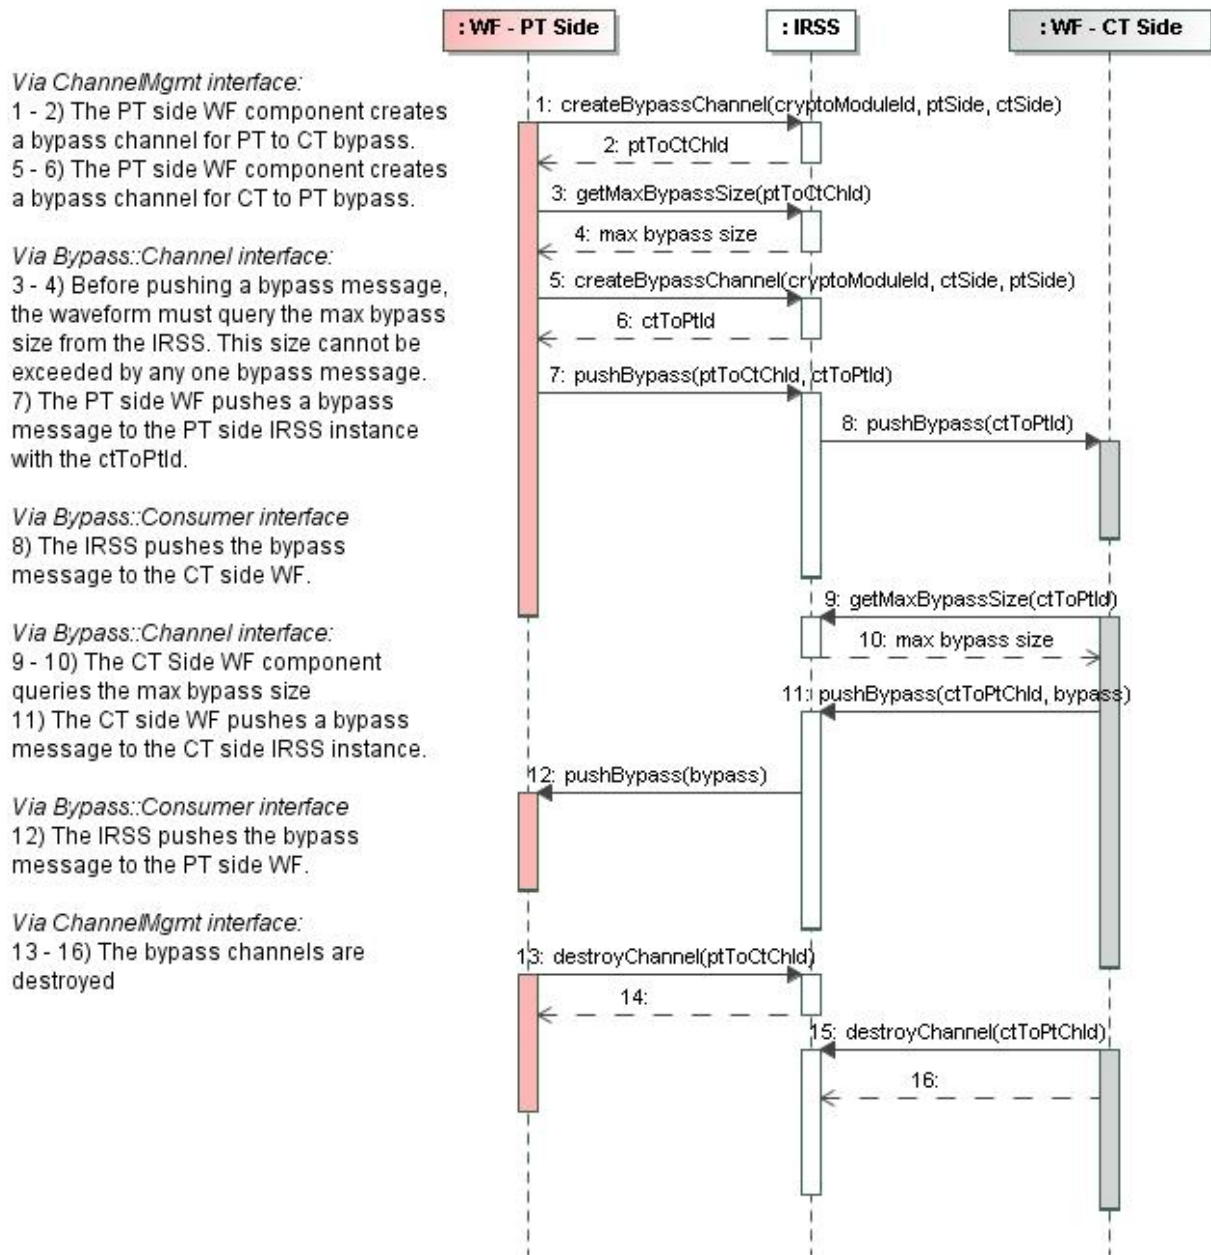 : WF - PT Side
: IRSS
: WF - CT Side
Via ChannelMgmt interface:
1 - 2) The PT side WF component creates
a bypass channel for PT to CT bypass.
5 - 6) The PT side WF component creates
a bypass channel for CT to PT bypass.
Via Bypass::Channel interface:
3 - 4) Before pushing a bypass message,
the waveform must query the max bypass
size from the IRSS. This size cannot be
exceeded by any one bypass message.
7) The PT side WF pushes a bypass
message to the PT side IRSS instance
with the ctToPtId.
Via Bypass::Consumer interface
8) The IRSS pushes the bypass
message to the CT side WF.
Via Bypass::Channel interface:
9 - 10) The CT Side WF component
queries the max bypass size
11) The CT side WF pushes a bypass
message to the CT side IRSS instance.
Via Bypass::Consumer interface
12) The IRSS pushes the bypass
message to the PT side WF.
Via ChannelMgmt interface:
13 - 16) The bypass channels are
destroyed
1: createBypassChannel(cryptoModuleId, ptSide, ctSide)
2: ptToCtChId
3: getMaxBypassSize(ptToCtChId)
4: max bypass size
5: createBypassChannel(cryptoModuleId, ctSide, ptSide)
6: ctToPtId
7: pushBypass(ptToCtChId, ctToPtId)
8: pushBypass(ctToPtId)
9: getMaxBypassSize(ctToPtId)
10: max bypass size
11: pushBypass(ctToPtChId, bypass)
12: pushBypass(bypass)
13: destroyChannel(ptToCtChId)
14:
15: destroyChannel(ctToPtChId)
16: